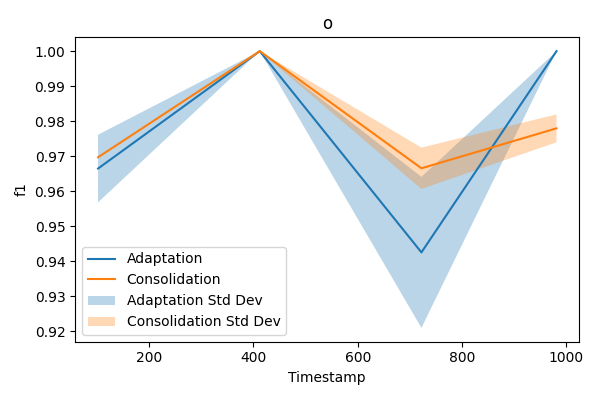 o
1.00
0.99
0.98
0.97
0.96
0.95
0.94
0.93
0.92
f1
Adaptation
Consolidation
Adaptation Std Dev
Consolidation Std Dev
200 400 600 800 1000
Timestamp